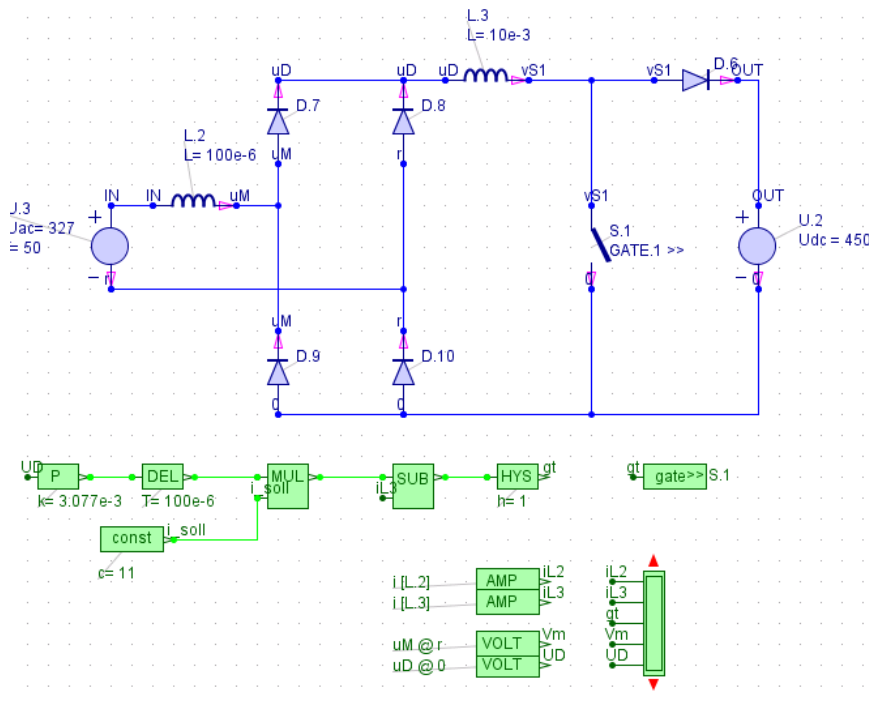 L.3
L= 10e-3
uD
uD
uD
vS1
vS1
D.6
OUT
D.7
D.8
L.2
L= 100e-6
uM
r
IN
IN
uM
vS1
OUT
J.3
Jac= 327
= 50
+
−
r
S.1
GATE.1 >>
0
+
−
0
U.2
Udc = 450
uM
r
D.9
D.10
0
0
UD
P
k= 3.077e-3
DEL
T= 100e-6
MUL
i_soll
SUB
iL3
HYS
h= 1
gt
gt
gate>>
S.1
const
i_soll
c= 11
i [L.2]
AMP
iL2
i [L.3]
AMP
iL3
uM @ r
VOLT
Vm
uD @ 0
VOLT
UD
iL2
iL3
gt
Vm
UD